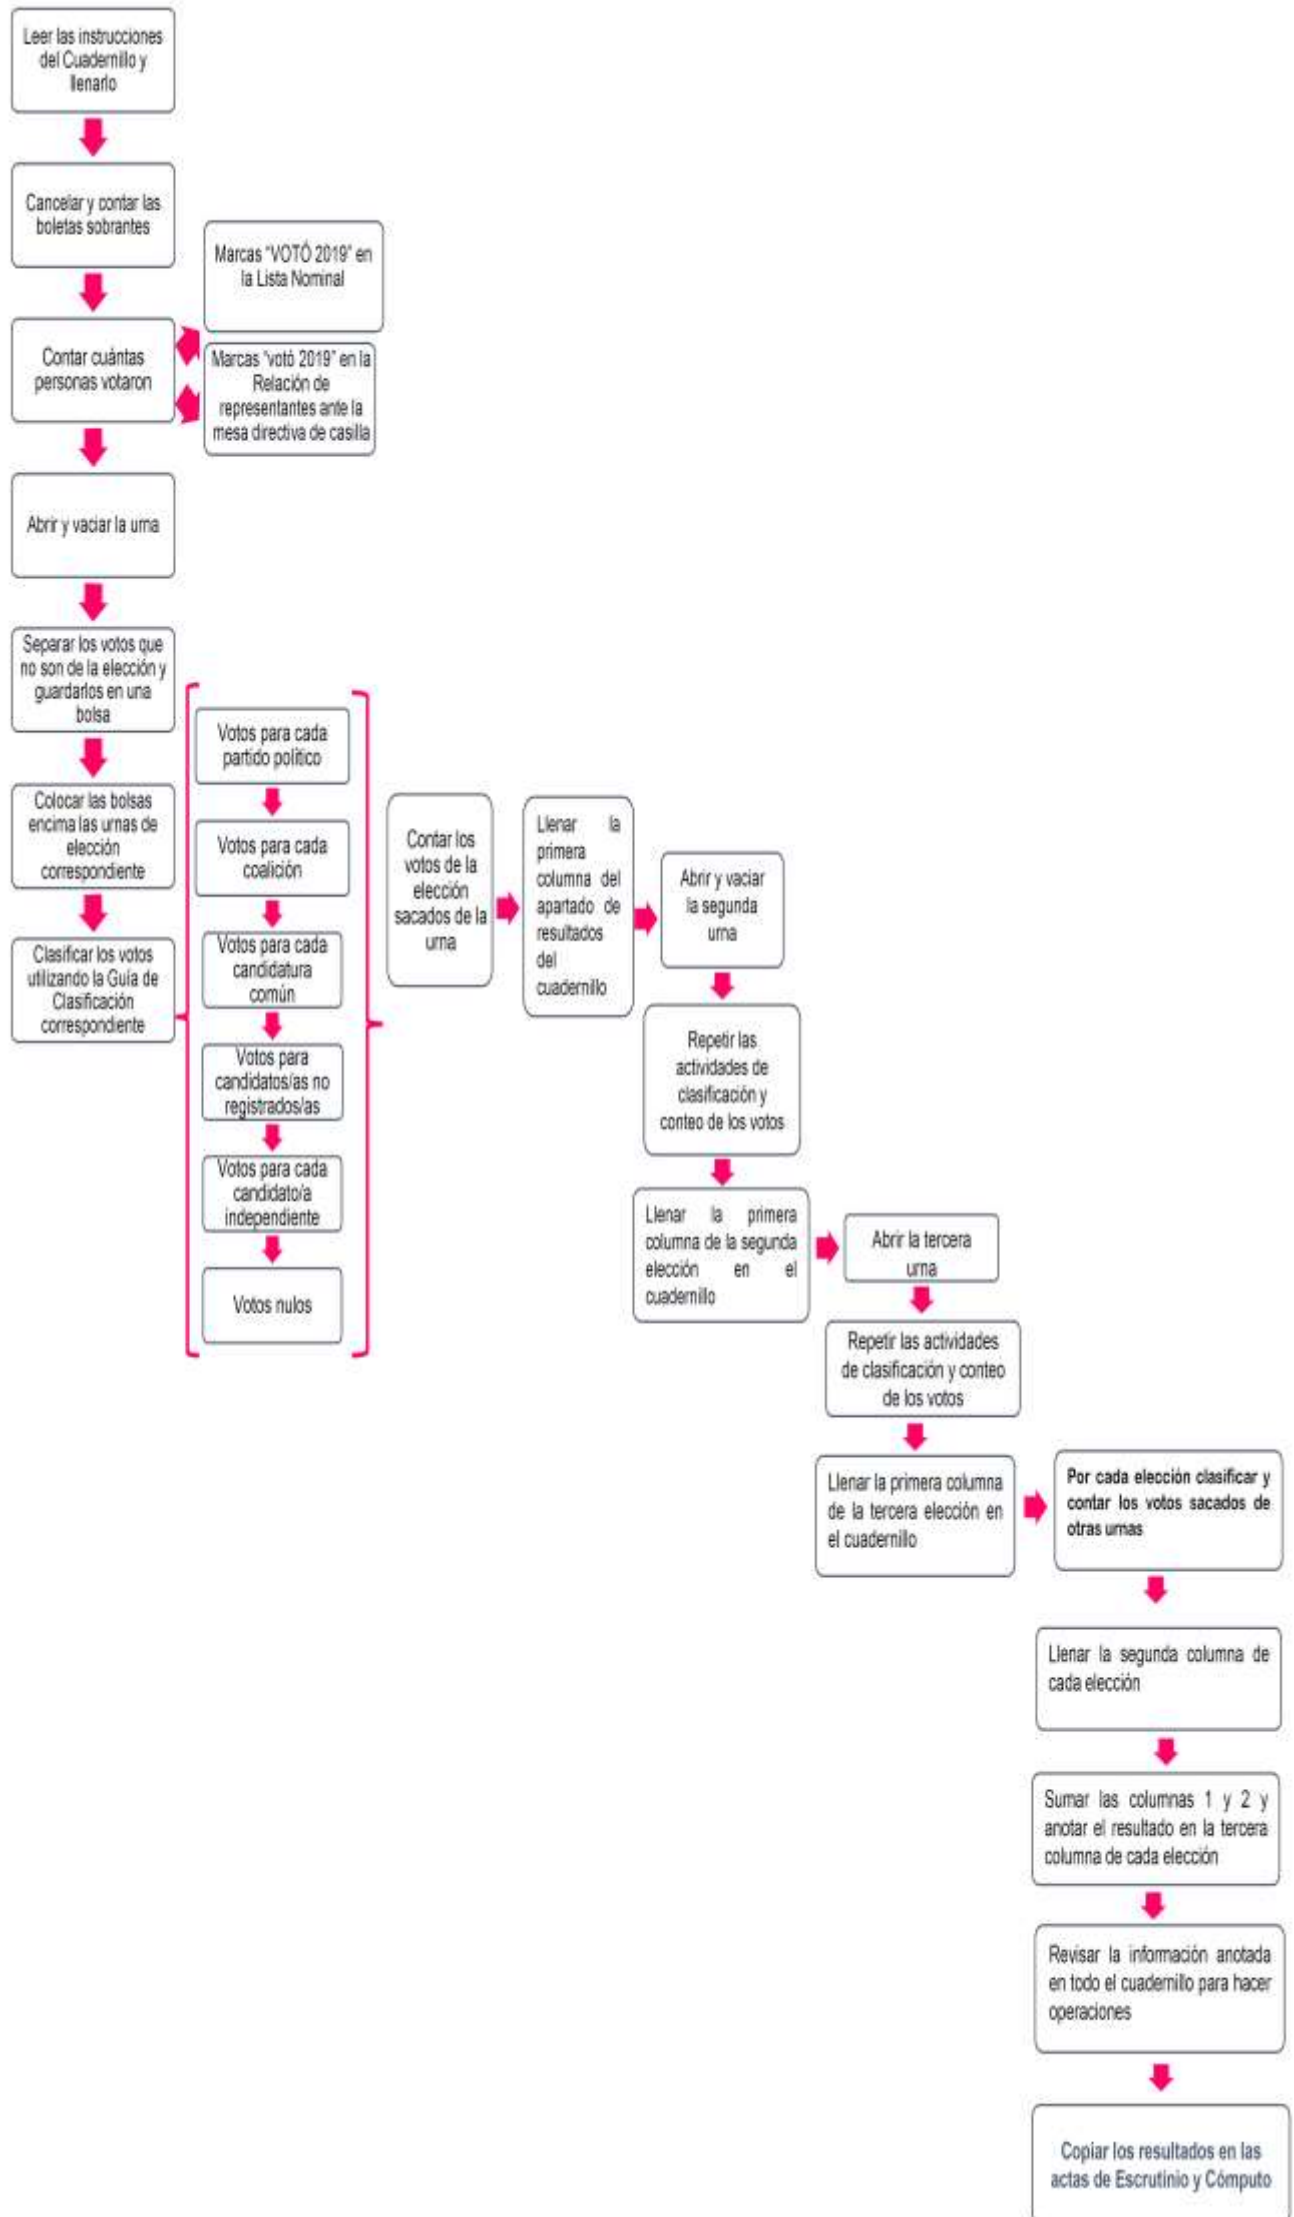 Leer las instrucciones
del Cuadernillo y
llenarlo
Cancelar y contar las
boletas sobrantes
Contar cuántas
personas votaron
Marcas "VOTÓ 2019" en
la Lista Nominal
Marcas "votó 2019" en la
Relación de
representantes ante la
mesa directiva de casilla
Abrir y vaciar la urna
Separar los votos que
no son de la elección y
guardarlos en una
bolsa
Colocar las bolsas
encima las urnas de
elección
correspondiente
Clasificar los votos
utilizando la Guía de
Clasificación
correspondiente
Votos para cada
partido político
Votos para cada
coalición
Votos para cada
candidatura
común
Votos para
candidatos/as no
registrados/as
Votos para cada
candidato/a
independiente
Votos nulos
Contar los
votos de la
elección
sacados de la
urna
Llenar la
primera
columna del
apartado de
resultados
del
cuadernillo
Abrir y vaciar
la segunda
urna
Repetir las
actividades de
clasificación y
conteo de los votos
Llenar la primera
columna de la segunda
elección en el
cuadernillo
Abrir la tercera
urna
Repetir las actividades
de clasificación y conteo
de los votos
Llenar la primera columna
de la tercera elección en
el cuadernillo
Por cada elección clasificar y
contar los votos sacados de
otras urnas
Llenar la segunda columna de
cada elección
Sumar las columnas 1 y 2 y
anotar el resultado en la tercera
columna de cada elección
Revisar la información anotada
en todo el cuadernillo para hacer
operaciones
Copiar los resultados en las
actas de Escrutinio y Cómputo